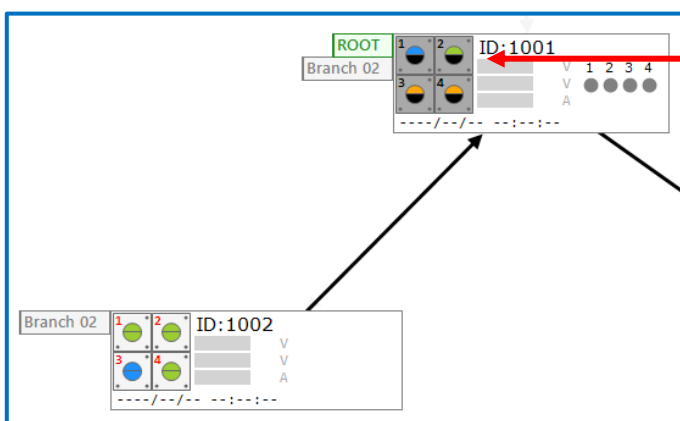 ROOT
Branch 02
1 2
3 4
ID:1001
V
V
A
1 2 3 4
----/--/-- --:--:--
Branch 02
1 2
3 4
ID:1002
V
V
A
----/--/-- --:--:--